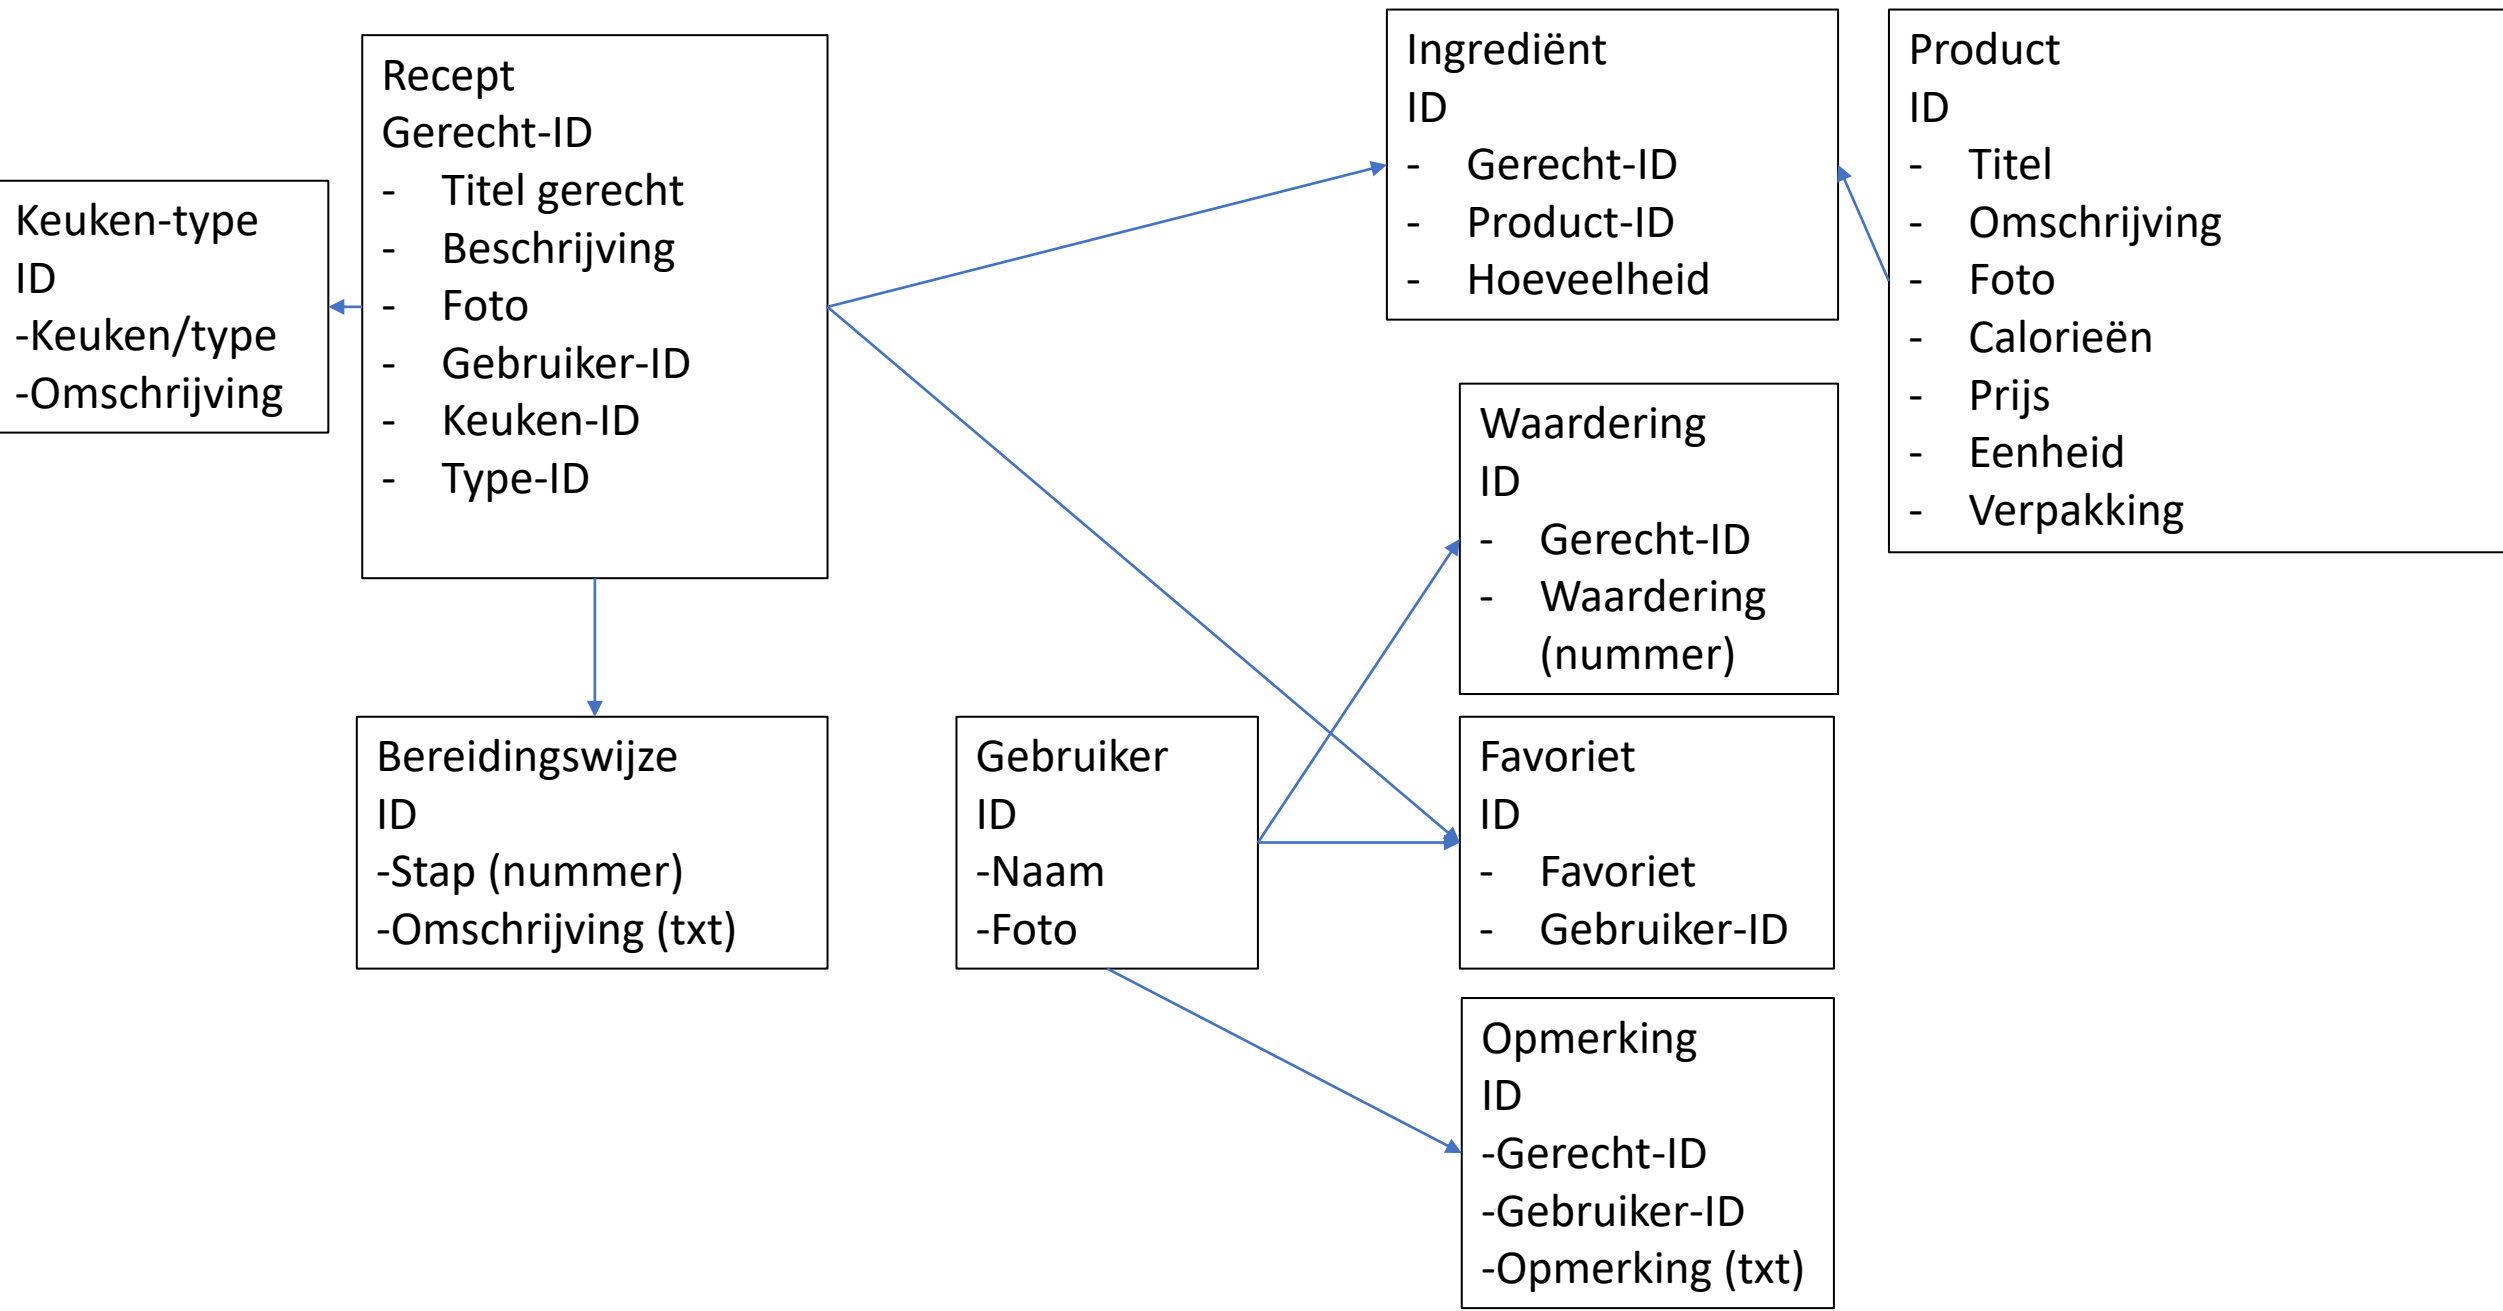 Keuken-type
ID
-Keuken/type
-Omschrijving
Recept
Gerecht-ID
- Titel gerecht
- Beschrijving
- Foto
- Gebruiker-ID
- Keuken-ID
- Type-ID
Ingrediënt
ID
- Gerecht-ID
- Product-ID
- Hoeveelheid
Product
ID
- Titel
- Omschrijving
- Foto
- Calorieën
- Prijs
- Eenheid
- Verpakking
Waardering
ID
- Gerecht-ID
- Waardering
(nummer)
Bereidingswijze
ID
-Stap (nummer)
-Omschrijving (txt)
Gebruiker
ID
-Naam
-Foto
Favoriet
ID
- Favoriet
- Gebruiker-ID
Opmerking
ID
-Gerecht-ID
-Gebruiker-ID
-Opmerking (txt)